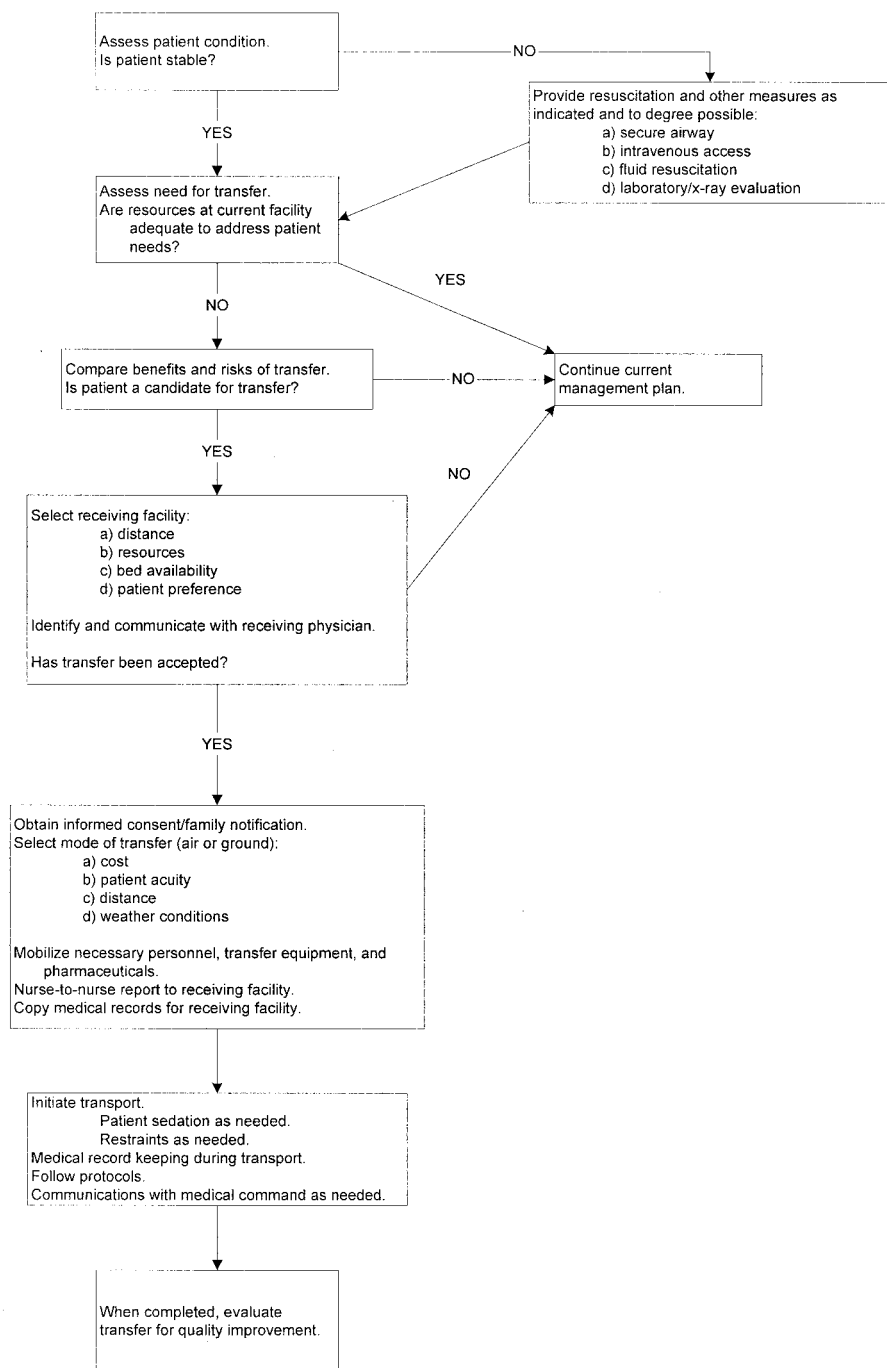 Assess patient condition.
Is patient stable?
NO
Provide resuscitation and other measures as
indicated and to degree possible:
a) secure airway
b) intravenous access
c) fluid resuscitation
d) laboratory/x-ray evaluation
YES
Assess need for transfer.
Are resources at current facility
adequate to address patient
needs?
YES
NO
Compare benefits and risks of transfer.
Is patient a candidate for transfer?
NO
Continue current
management plan.
YES
NO
Select receiving facility:
a) distance
b) resources
c) bed availability
d) patient preference
Identify and communicate with receiving physician.
Has transfer been accepted?
YES
Obtain informed consent/family notification.
Select mode of transfer (air or ground):
a) cost
b) patient acuity
c) distance
d) weather conditions
Mobilize necessary personnel, transfer equipment, and
pharmaceuticals.
Nurse-to-nurse report to receiving facility.
Copy medical records for receiving facility.
Initiate transport.
Patient sedation as needed.
Restraints as needed.
Medical record keeping during transport.
Follow protocols.
Communications with medical command as needed.
When completed, evaluate
transfer for quality improvement.